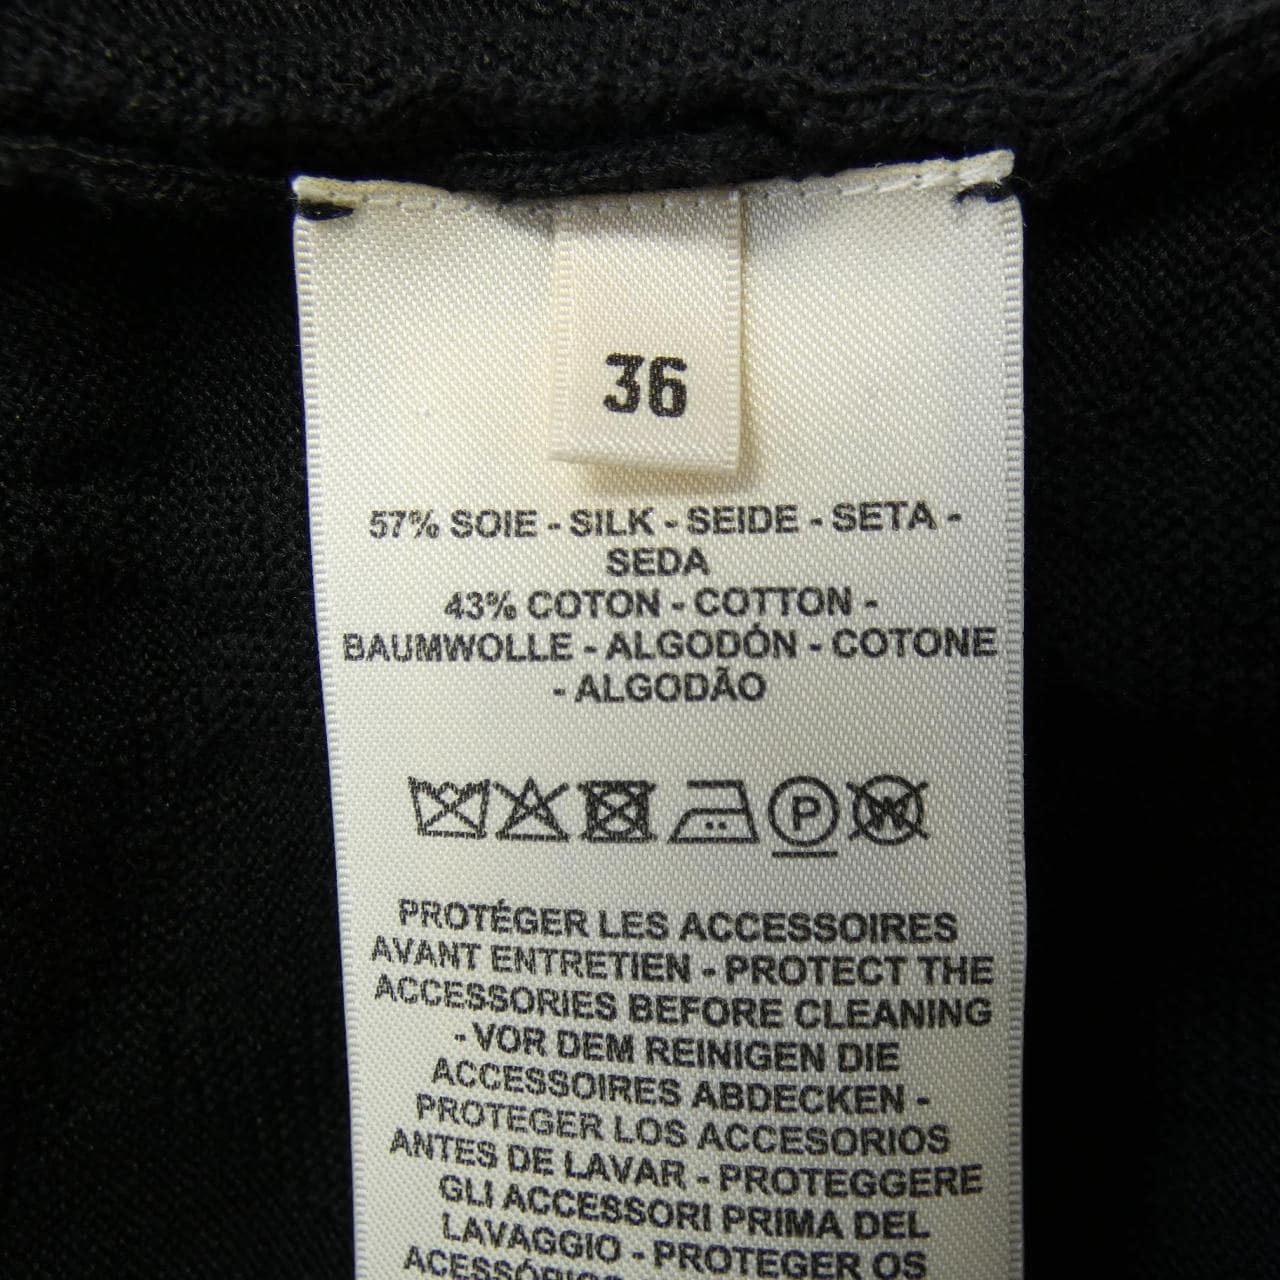 36
57% SOIE - SILK - SEIDE - SETA -
SEDA
43% COTON - COTTON -
BAUMWOLLE - ALGODÓN - COTONE
- ALGODÃO
P W
PROTÉGER LES ACCESSOIRES
AVANT ENTRETIEN - PROTECT THE
ACCESSORIES BEFORE CLEANING
- VOR DEM REINIGEN DIE
ACCESSOIRES ABDECKEN -
PROTEGER LOS ACCESORIOS
ANTES DE LAVAR - PROTEGGERE
GLI ACCESSORI PRIMA DEL
LAVAGGIO - PROTEGER OS